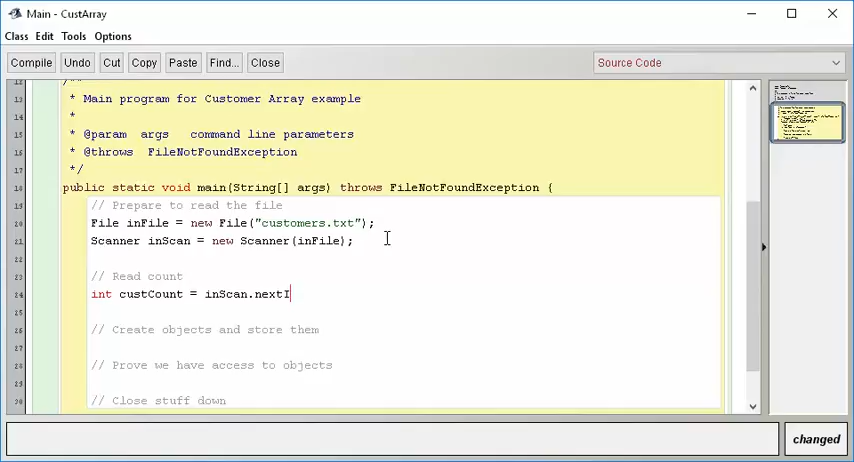 Main - CustArray
Class Edit Tools Options
Compile Undo Cut Copy Paste Find... Close Source Code
12 /**
13 * Main program for Customer Array example
14 *
15 * @param args command line parameters
16 * @throws FileNotFoundException
17 */
18 public static void main(String[] args) throws FileNotFoundException {
19 // Prepare to read the file
20 File inFile = new File("customers.txt");
21 Scanner inScan = new Scanner(inFile);
22
23 // Read count
24 int custCount = inScan.nextI
25
26 // Create objects and store them
27
28 // Prove we have access to objects
29
30 // Close stuff down
changed